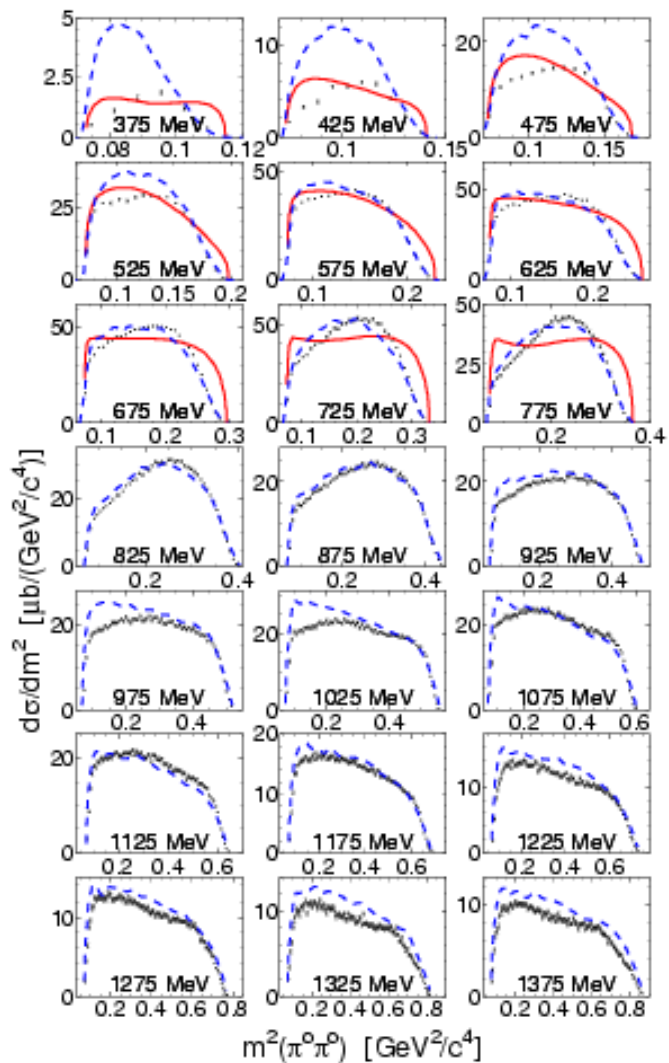 5
2.5
0
375 MeV
0.08 0.1 0.12
10
0
425 MeV
0.1 0.15
20
0
475 MeV
0.1 0.15
25
0
525 MeV
0.1 0.15 0.2
50
0
575 MeV
0.1 0.2
50
0
625 MeV
0.1 0.2
50
0
675 MeV
0.1 0.2 0.3
50
0
725 MeV
0.1 0.2 0.3
50
0
775 MeV
0.2 0.4
20
0
825 MeV
0.2 0.4
20
0
875 MeV
0.2 0.4
20
0
925 MeV
0.2 0.4
20
0
975 MeV
0.2 0.4
20
0
1025 MeV
0.2 0.4
20
0
1075 MeV
0.2 0.4 0.6
20
10
0
1125 MeV
0.2 0.4 0.6
20
10
0
1175 MeV
0.2 0.4 0.6
10
0
1225 MeV
0.2 0.4 0.6
10
0
1275 MeV
0.2 0.4 0.6 0.8
10
0
1325 MeV
0.2 0.4 0.6 0.8
10
0
1375 MeV
0.2 0.4 0.6 0.8
dσ/dm² [μb/(GeV²/c⁴)]
m²(π⁰π⁰) [GeV²/c⁴]